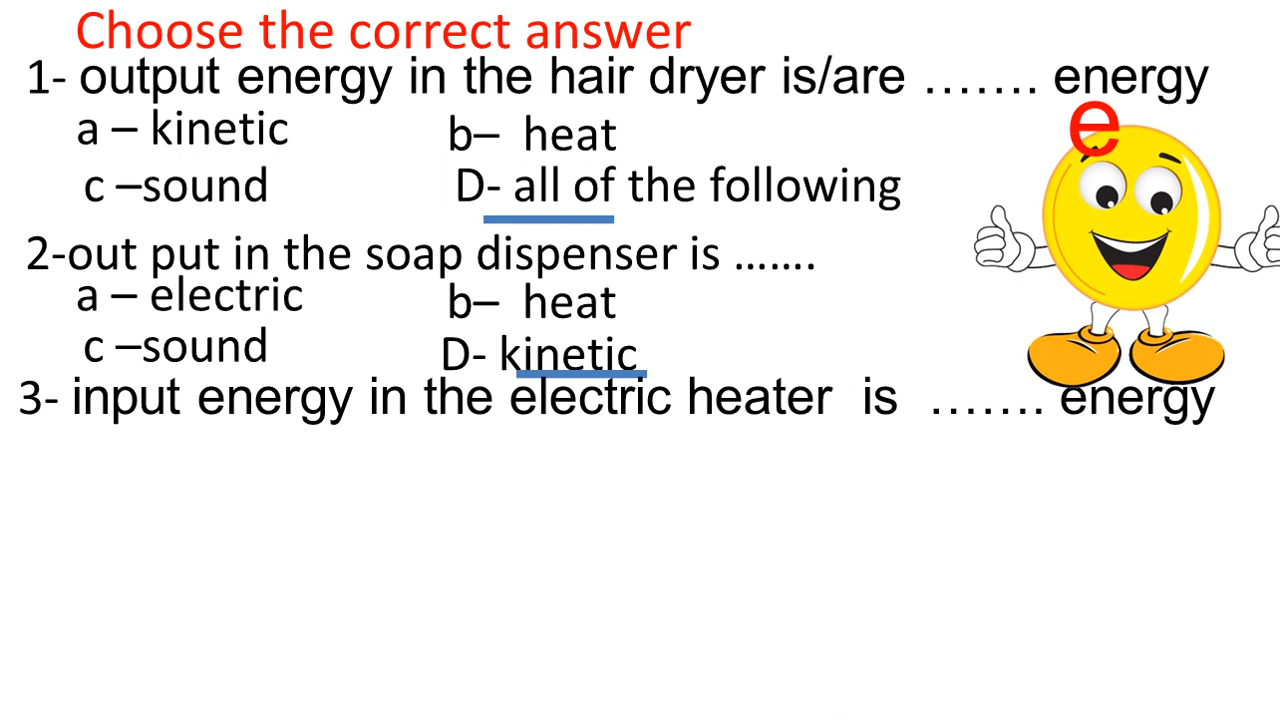 Choose the correct answer
1- output energy in the hair dryer is/are ……. energy
e
a – kinetic b– heat
c –sound D- all of the following
2-out put in the soap dispenser is …….
a – electric b– heat
c –sound D- kinetic
3- input energy in the electric heater is ……. energy